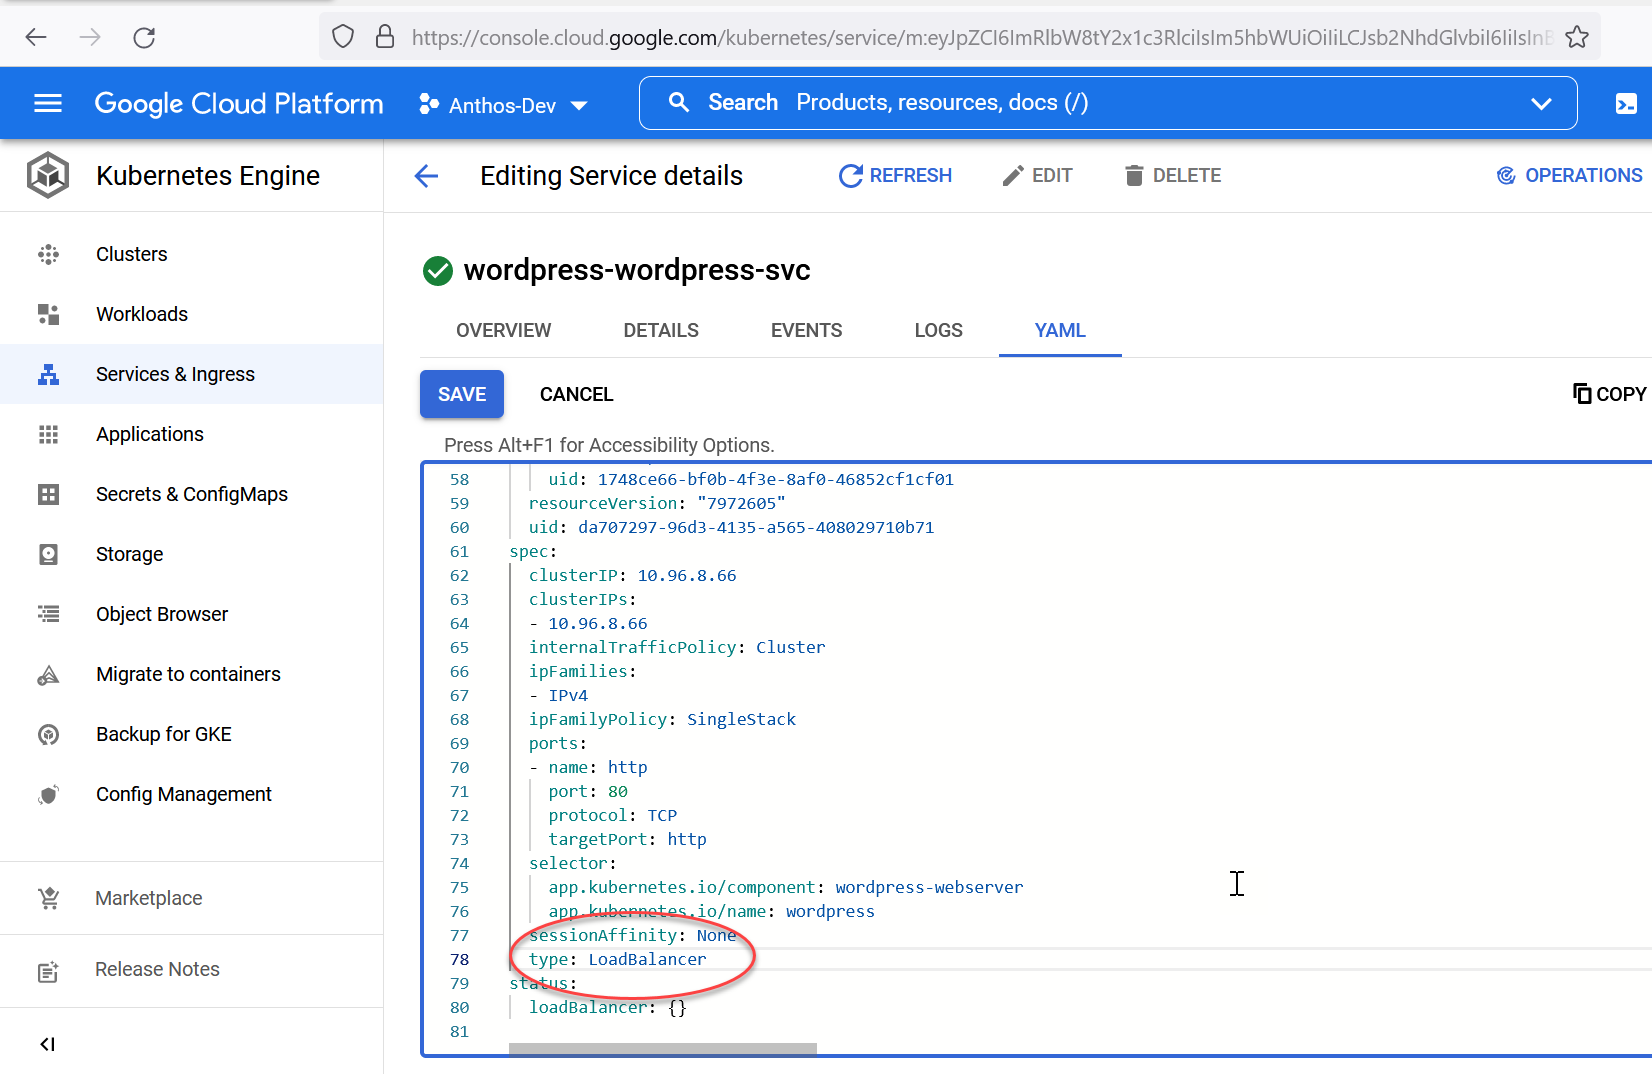 https://console.cloud.google.com/kubernetes/service/m:eyJpZCI6ImRlbW8tY2x1c3RlciIsIm5hbWUiOiIiLCJsb2NhdGlvbiI6IiIsInB
Google Cloud Platform
Anthos-Dev
Search Products, resources, docs (/)
Kubernetes Engine
Editing Service details
REFRESH
EDIT
DELETE
OPERATIONS
Clusters
Workloads
Services & Ingress
Applications
Secrets & ConfigMaps
Storage
Object Browser
Migrate to containers
Backup for GKE
Config Management
Marketplace
Release Notes
wordpress-wordpress-svc
OVERVIEW DETAILS EVENTS LOGS YAML
SAVE CANCEL COPY
Press Alt+F1 for Accessibility Options.
58 uid: 1748ce66-bf0b-4f3e-8af0-46852cf1cf01
59 resourceVersion: "7972605"
60 uid: da707297-96d3-4135-a565-408029710b71
61 spec:
62 clusterIP: 10.96.8.66
63 clusterIPs:
64 - 10.96.8.66
65 internalTrafficPolicy: Cluster
66 ipFamilies:
67 - IPv4
68 ipFamilyPolicy: SingleStack
69 ports:
70 - name: http
71 port: 80
72 protocol: TCP
73 targetPort: http
74 selector:
75 app.kubernetes.io/component: wordpress-webserver
76 app.kubernetes.io/name: wordpress
77 sessionAffinity: None
78 type: LoadBalancer
79 status:
80 loadBalancer: {}
81